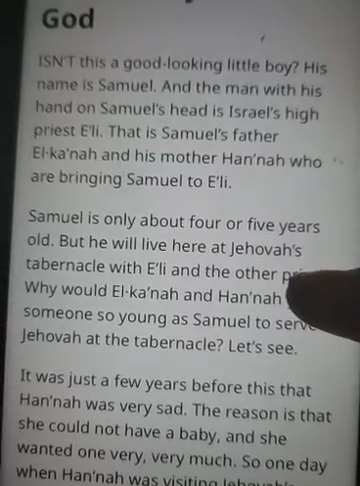 God
ISN'T this a good-looking little boy? His
name is Samuel. And the man with his
hand on Samuel's head is Israel's high
priest E'li. That is Samuel's father
El·ka'nah and his mother Han'nah who
are bringing Samuel to E'li.
Samuel is only about four or five years
old. But he will live here at Jehovah's
tabernacle with E'li and the other
Why would El·ka'nah and Han'nah
someone so young as Samuel to serve
Jehovah at the tabernacle? Let's see.
It was just a few years before this that
Han'nah was very sad. The reason is that
she could not have a baby, and she
wanted one very, very much. So one day
when Han'nah was visiting